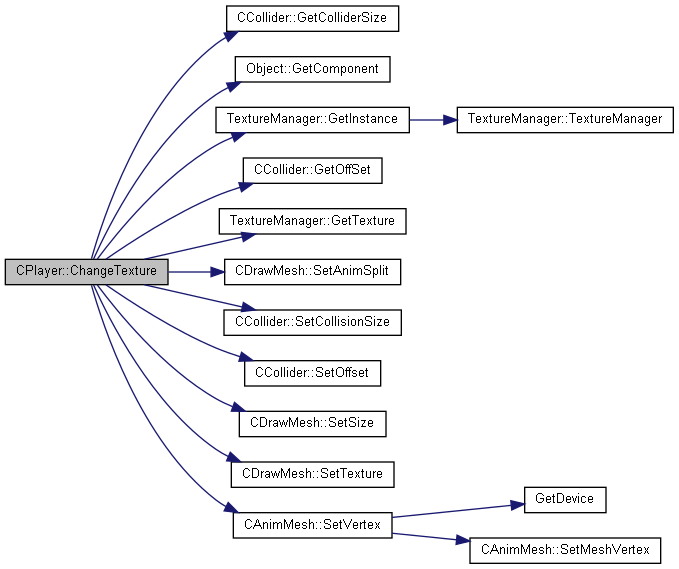 CCollider::GetColliderSize
Object::GetComponent
TextureManager::GetInstance
TextureManager::TextureManager
CCollider::GetOffSet
TextureManager::GetTexture
CPlayer::ChangeTexture
CDrawMesh::SetAnimSplit
CCollider::SetCollisionSize
CCollider::SetOffset
CDrawMesh::SetSize
CDrawMesh::SetTexture
CAnimMesh::SetVertex
GetDevice
CAnimMesh::SetMeshVertex